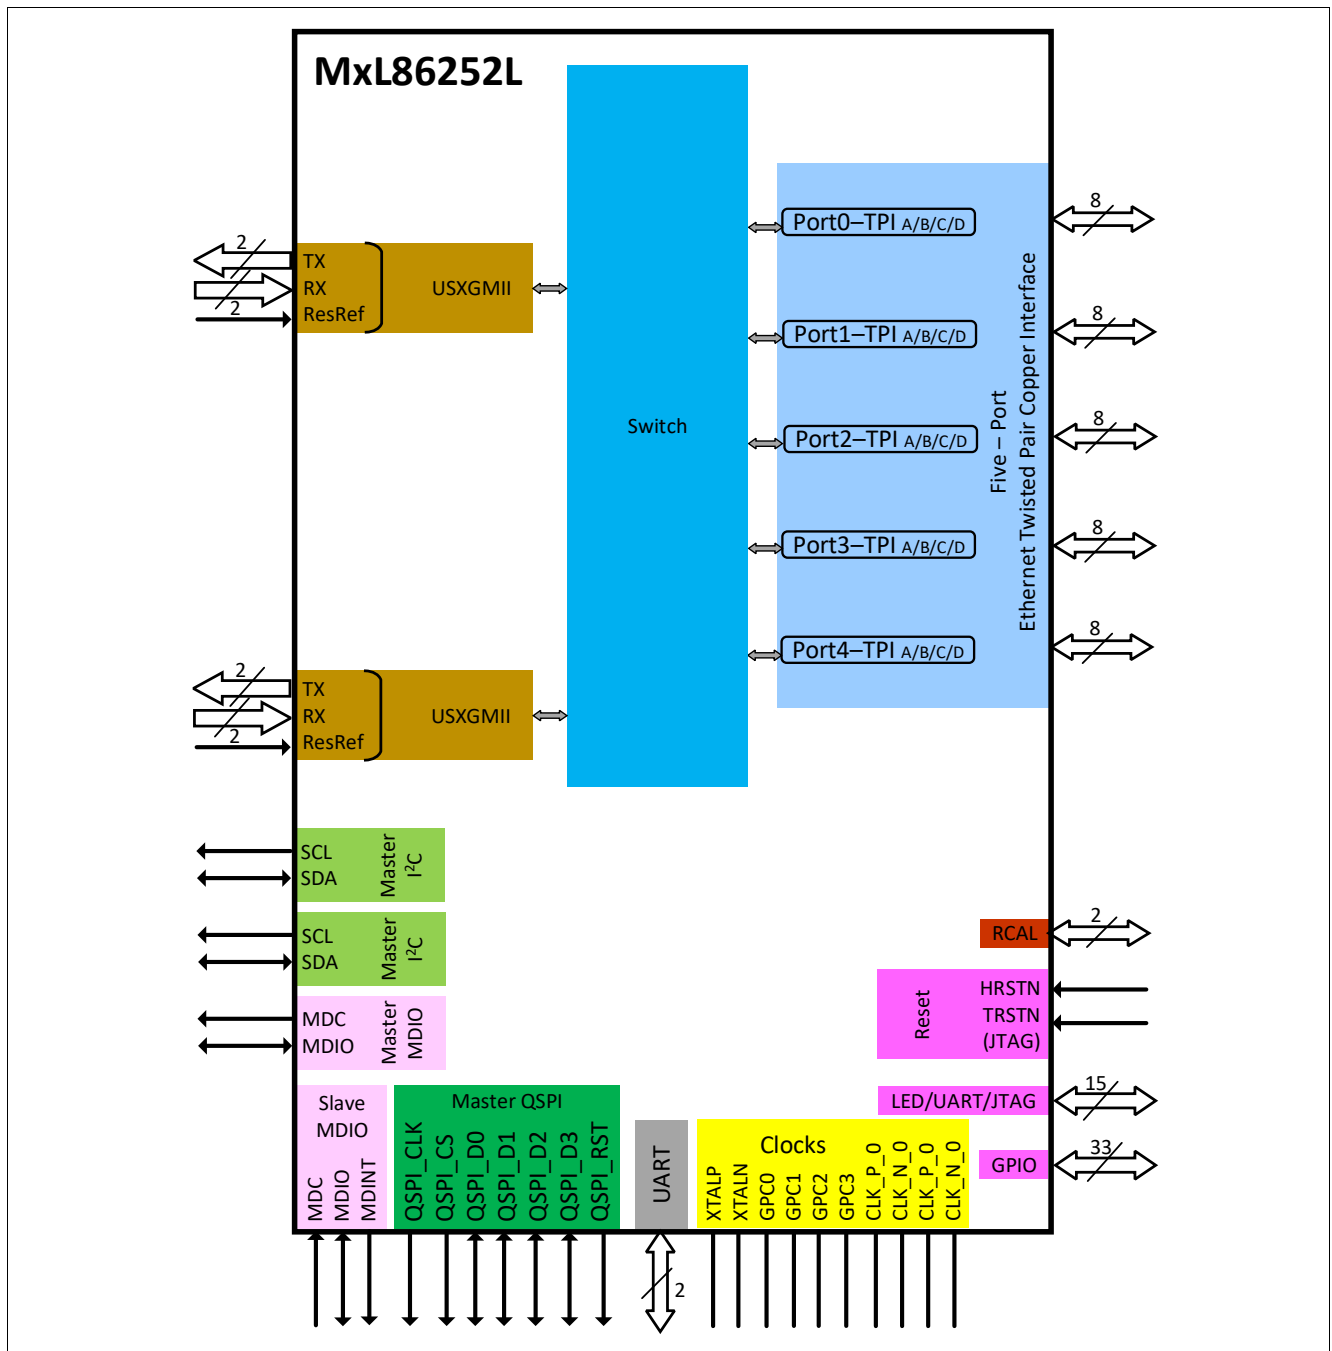 MxL86252L
2
TX
2
RX
2
ResRef
USXGMII
Switch
Port0–TPI A/B/C/D
8
Port1–TPI A/B/C/D
8
Port2–TPI A/B/C/D
8
Port3–TPI A/B/C/D
8
Port4–TPI A/B/C/D
8
Five – Port
Ethernet Twisted Pair Copper Interface
2
TX
2
RX
2
ResRef
USXGMII
SCL
SDA
Master
I²C
SCL
SDA
Master
I²C
MDC
MDIO
Master
MDIO
RCAL
2
Reset
HRSTN
TRSTN
(JTAG)
LED/UART/JTAG
15
GPIO
33
Slave
MDIO
MDC
MDIO
MDINT
Master QSPI
QSPI_CLK
QSPI_CS
QSPI_D0
QSPI_D1
QSPI_D2
QSPI_D3
QSPI_RST
UART
2
Clocks
XTALP
XTALN
GPC0
GPC1
GPC2
GPC3
CLK_P_0
CLK_N_0
CLK_P_0
CLK_N_0